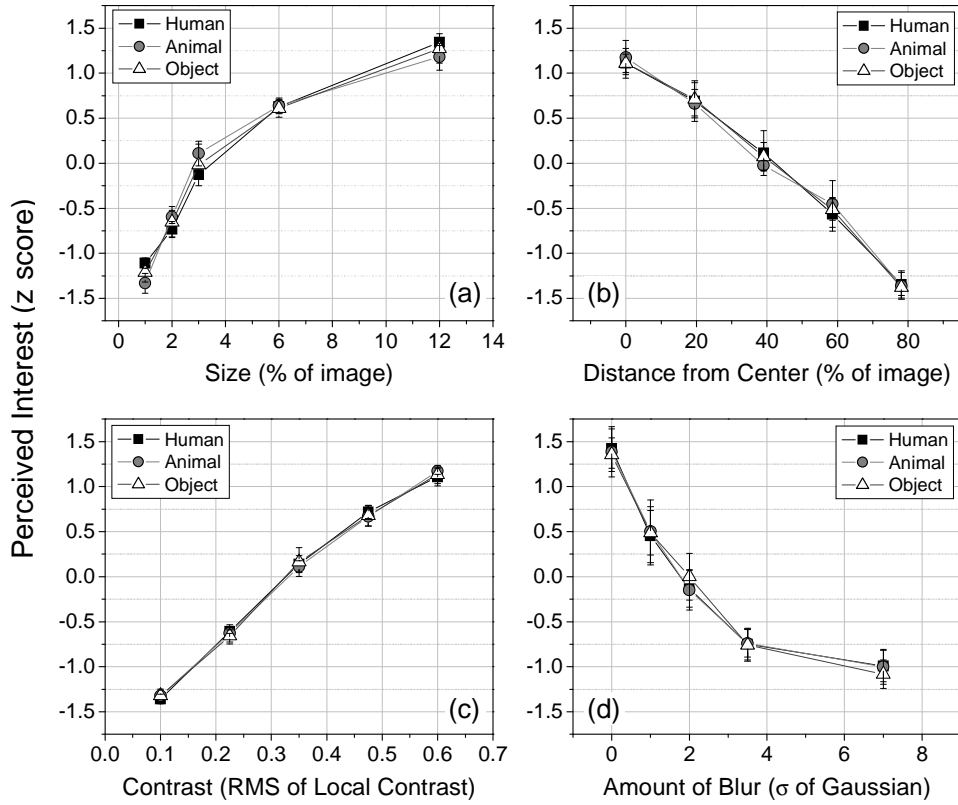 Perceived Interest (z score)
Human
Animal
Object
1.5
1.0
0.5
0.0
-0.5
-1.0
-1.5
(a)
0 2 4 6 8 10 12 14
Size (% of image)
Human
Animal
Object
1.5
1.0
0.5
0.0
-0.5
-1.0
-1.5
(b)
0 20 40 60 80
Distance from Center (% of image)
Human
Animal
Object
1.5
1.0
0.5
0.0
-0.5
-1.0
-1.5
(c)
0.0 0.1 0.2 0.3 0.4 0.5 0.6 0.7
Contrast (RMS of Local Contrast)
Human
Animal
Object
1.5
1.0
0.5
0.0
-0.5
-1.0
-1.5
(d)
0 2 4 6 8
Amount of Blur (σ of Gaussian)